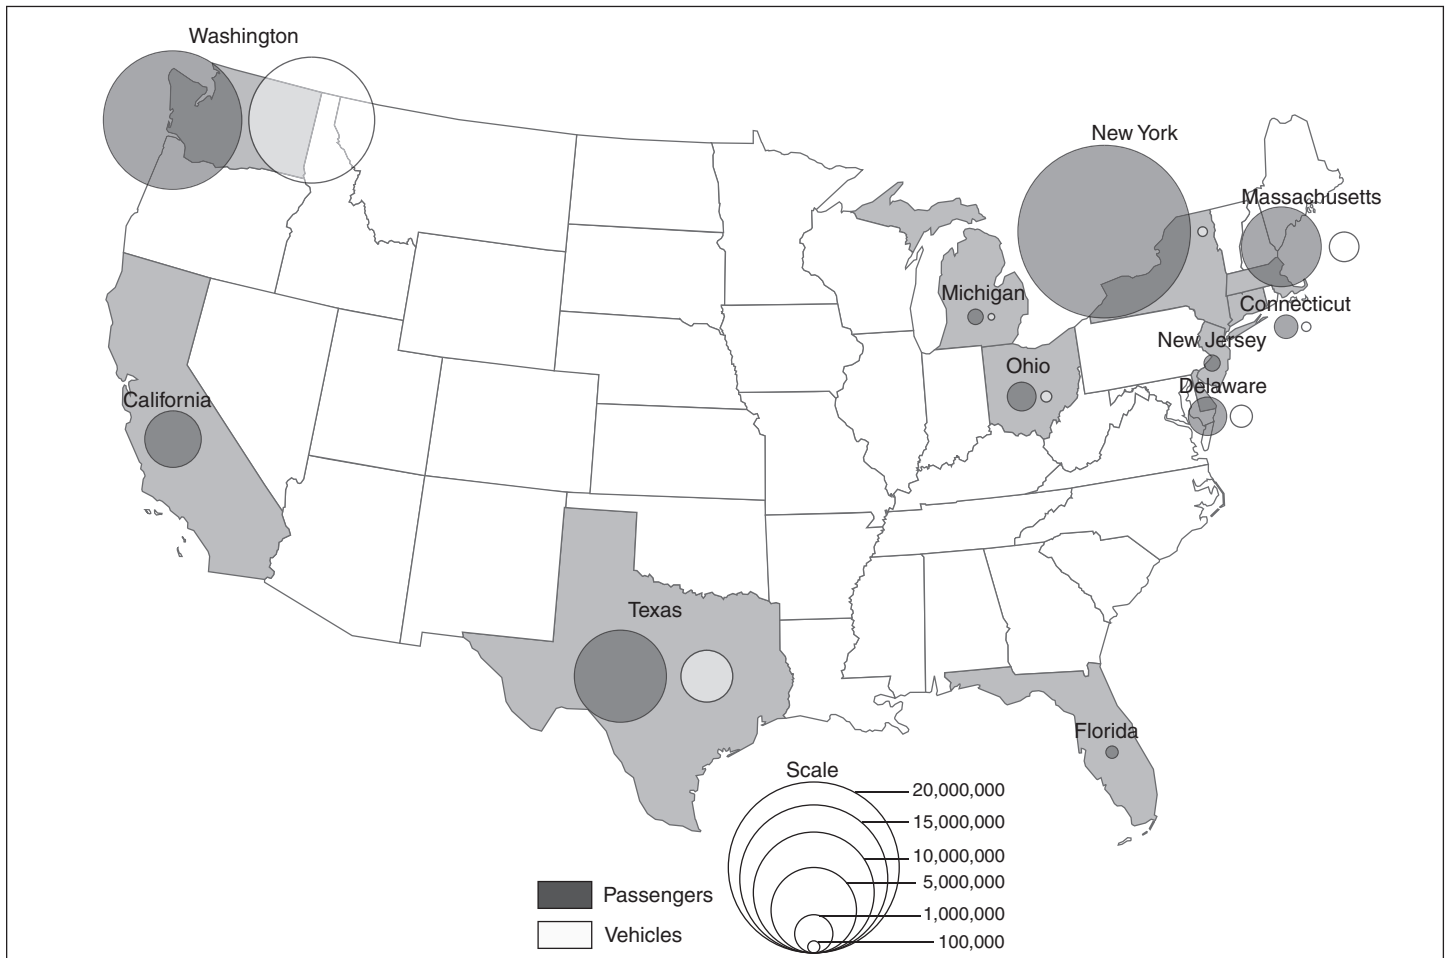 Washington
New York
Massachusetts
Michigan
Connecticut
New Jersey
Ohio
Delaware
California
Texas
Florida
Scale
20,000,000
15,000,000
10,000,000
5,000,000
1,000,000
100,000
Passengers
Vehicles